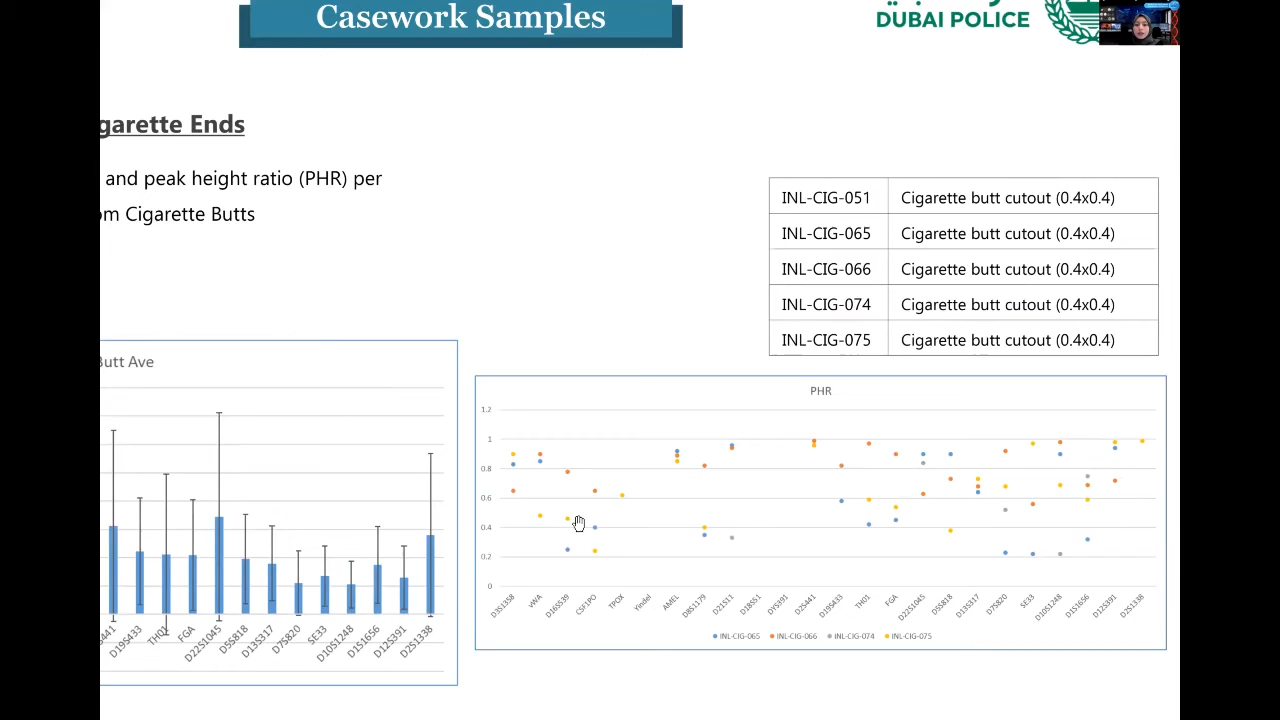 Casework Samples
DUBAI POLICE
garette Ends
and peak height ratio (PHR) per
om Cigarette Butts
INL-CIG-051 Cigarette butt cutout (0.4x0.4)
INL-CIG-065 Cigarette butt cutout (0.4x0.4)
INL-CIG-066 Cigarette butt cutout (0.4x0.4)
INL-CIG-074 Cigarette butt cutout (0.4x0.4)
INL-CIG-075 Cigarette butt cutout (0.4x0.4)
Butt Ave
S441 D19S433 TH01 FGA D22S1045 D5S818 D13S317 D7S820 SE33 D10S1248 D1S1656 D12S391 D2S1338
PHR
1.2
1
0.8
0.6
0.4
0.2
0
D3S1358 vWA D16S539 CSF1PO TPOX Yindel AMEL D8S1179 D21S11 D18S51 DYS391 D2S441 D19S433 TH01 FGA D22S1045 D5S818 D13S317 D7S820 SE33 D10S1248 D1S1656 D12S391 D2S1338
INL-CIG-065 INL-CIG-066 INL-CIG-074 INL-CIG-075